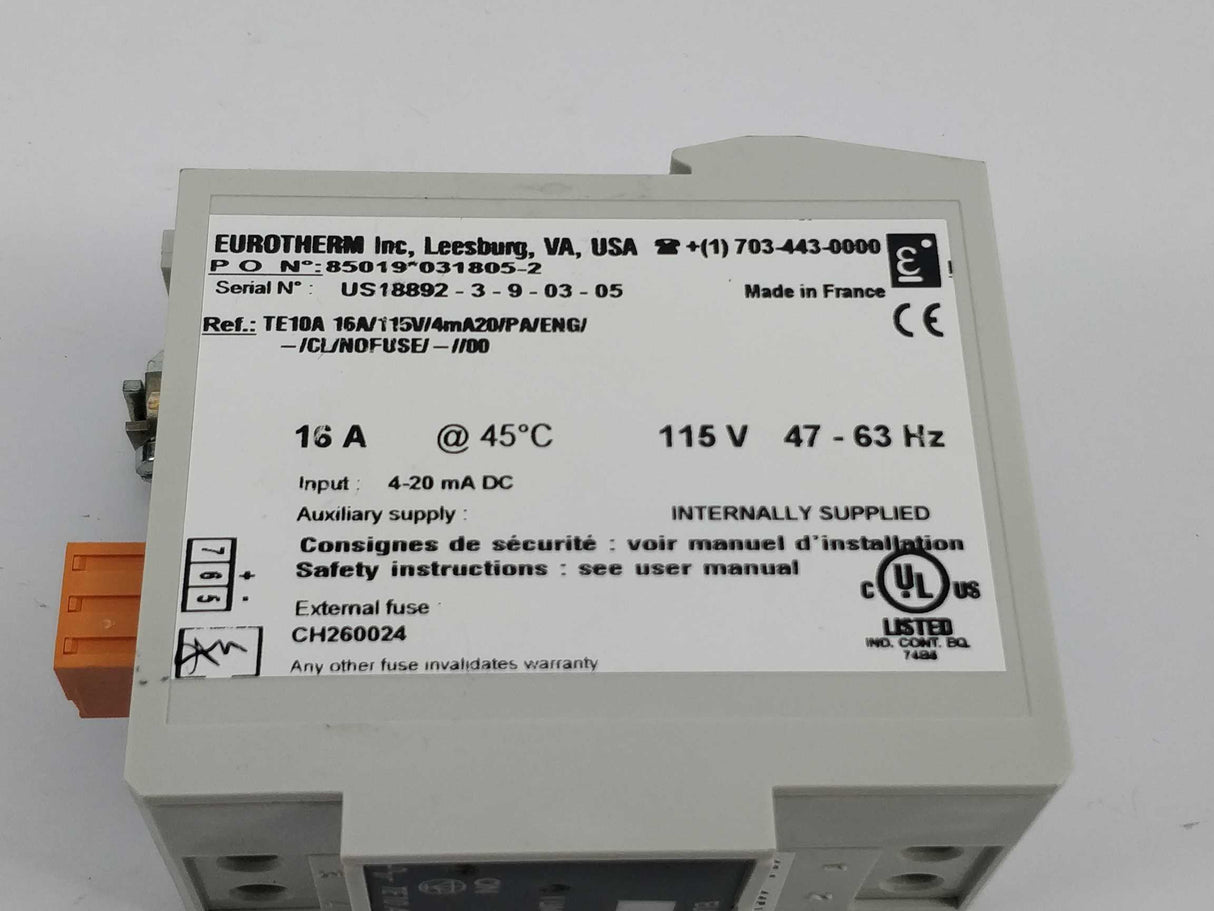 EUROTHERM Inc, Leesburg, VA, USA ☎ +(1) 703-443-0000
P O N°: 85019*031805-2
Serial N° : US18892 - 3 - 9 - 03 - 05 Made in France
CE
Ref.: TE10A 16A/115V/4mA20/PA/ENG/
–/CL/NOFUSE/ – //00
16 A @ 45°C 115 V 47 - 63 Hz
Input : 4-20 mA DC
Auxiliary supply : INTERNALLY SUPPLIED
Consignes de sécurité : voir manuel d'installation
Safety instructions : see user manual
7
6 +
5 -
C UL US
LISTED
IND. CONT. EQ.
External fuse :
CH260024
Any other fuse invalidates warranty